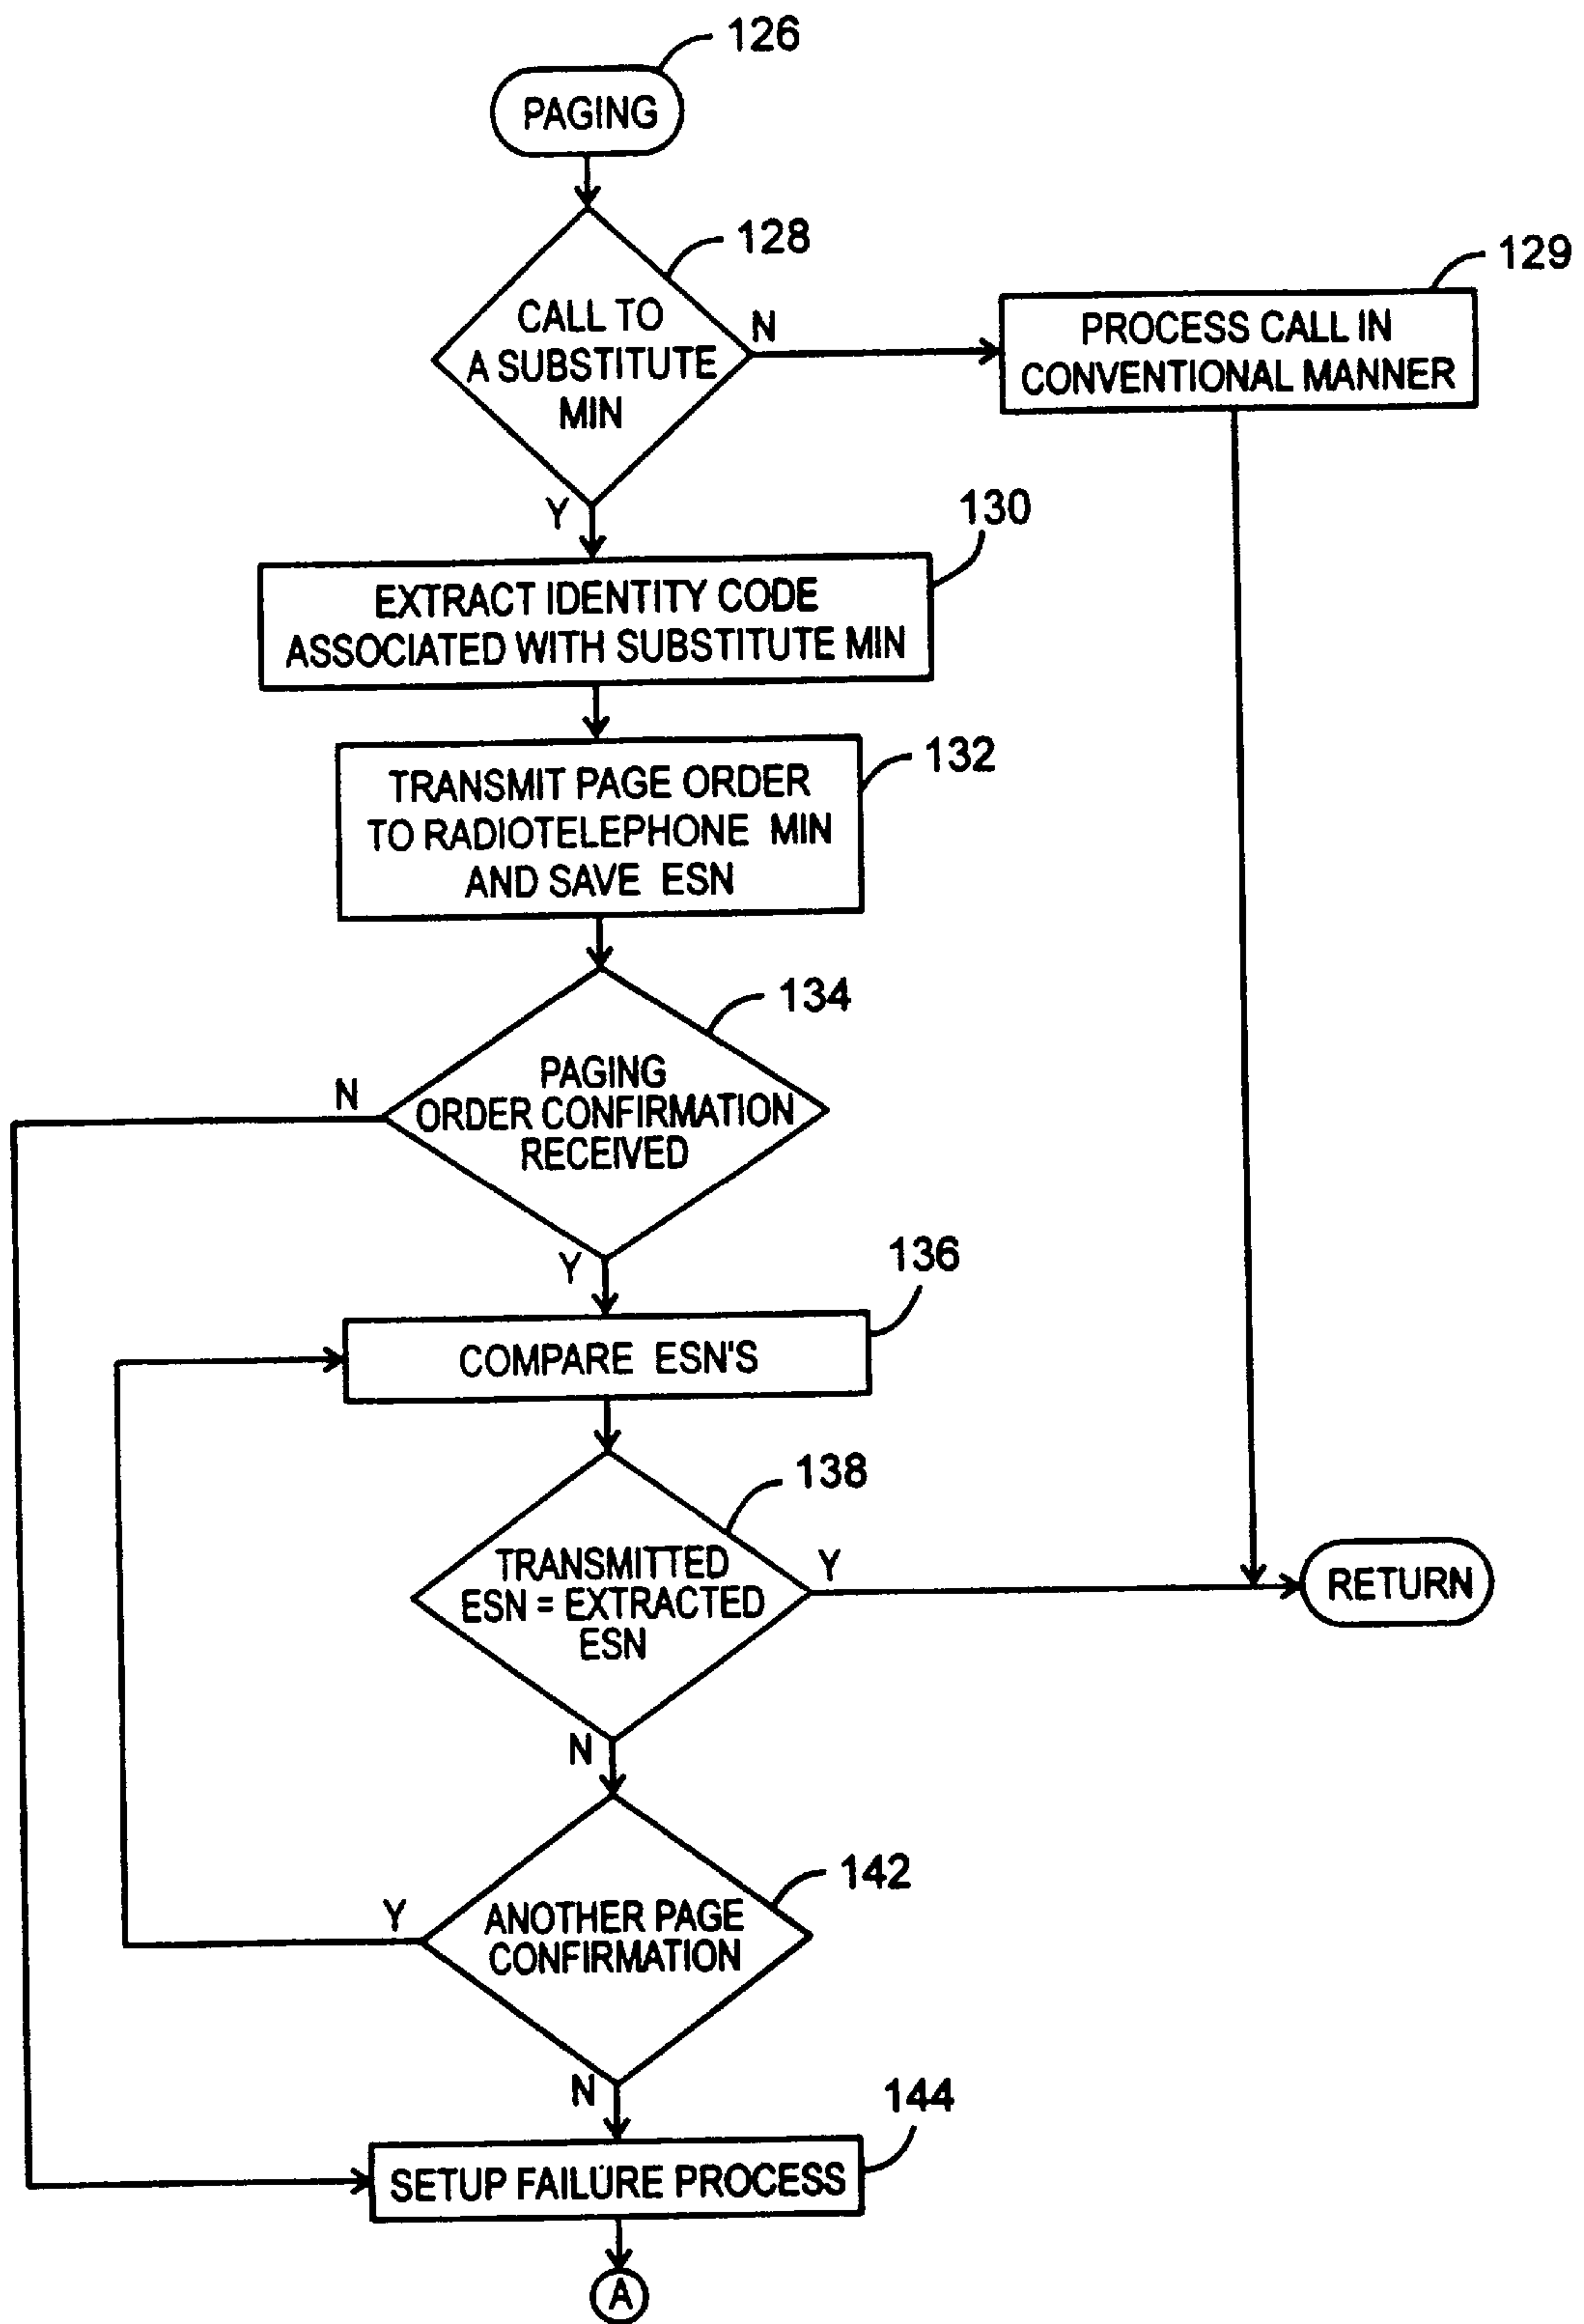 126
PAGING
128
CALL TO
A SUBSTITUTE
MIN
N
129
PROCESS CALL IN
CONVENTIONAL MANNER
Y
130
EXTRACT IDENTITY CODE
ASSOCIATED WITH SUBSTITUTE MIN
132
TRANSMIT PAGE ORDER
TO RADIOTELEPHONE MIN
AND SAVE ESN
134
PAGING
ORDER CONFIRMATION
RECEIVED
N
Y
136
COMPARE ESN'S
138
TRANSMITTED
ESN = EXTRACTED
ESN
Y
RETURN
N
142
ANOTHER PAGE
CONFIRMATION
Y
N
144
SETUP FAILURE PROCESS
A